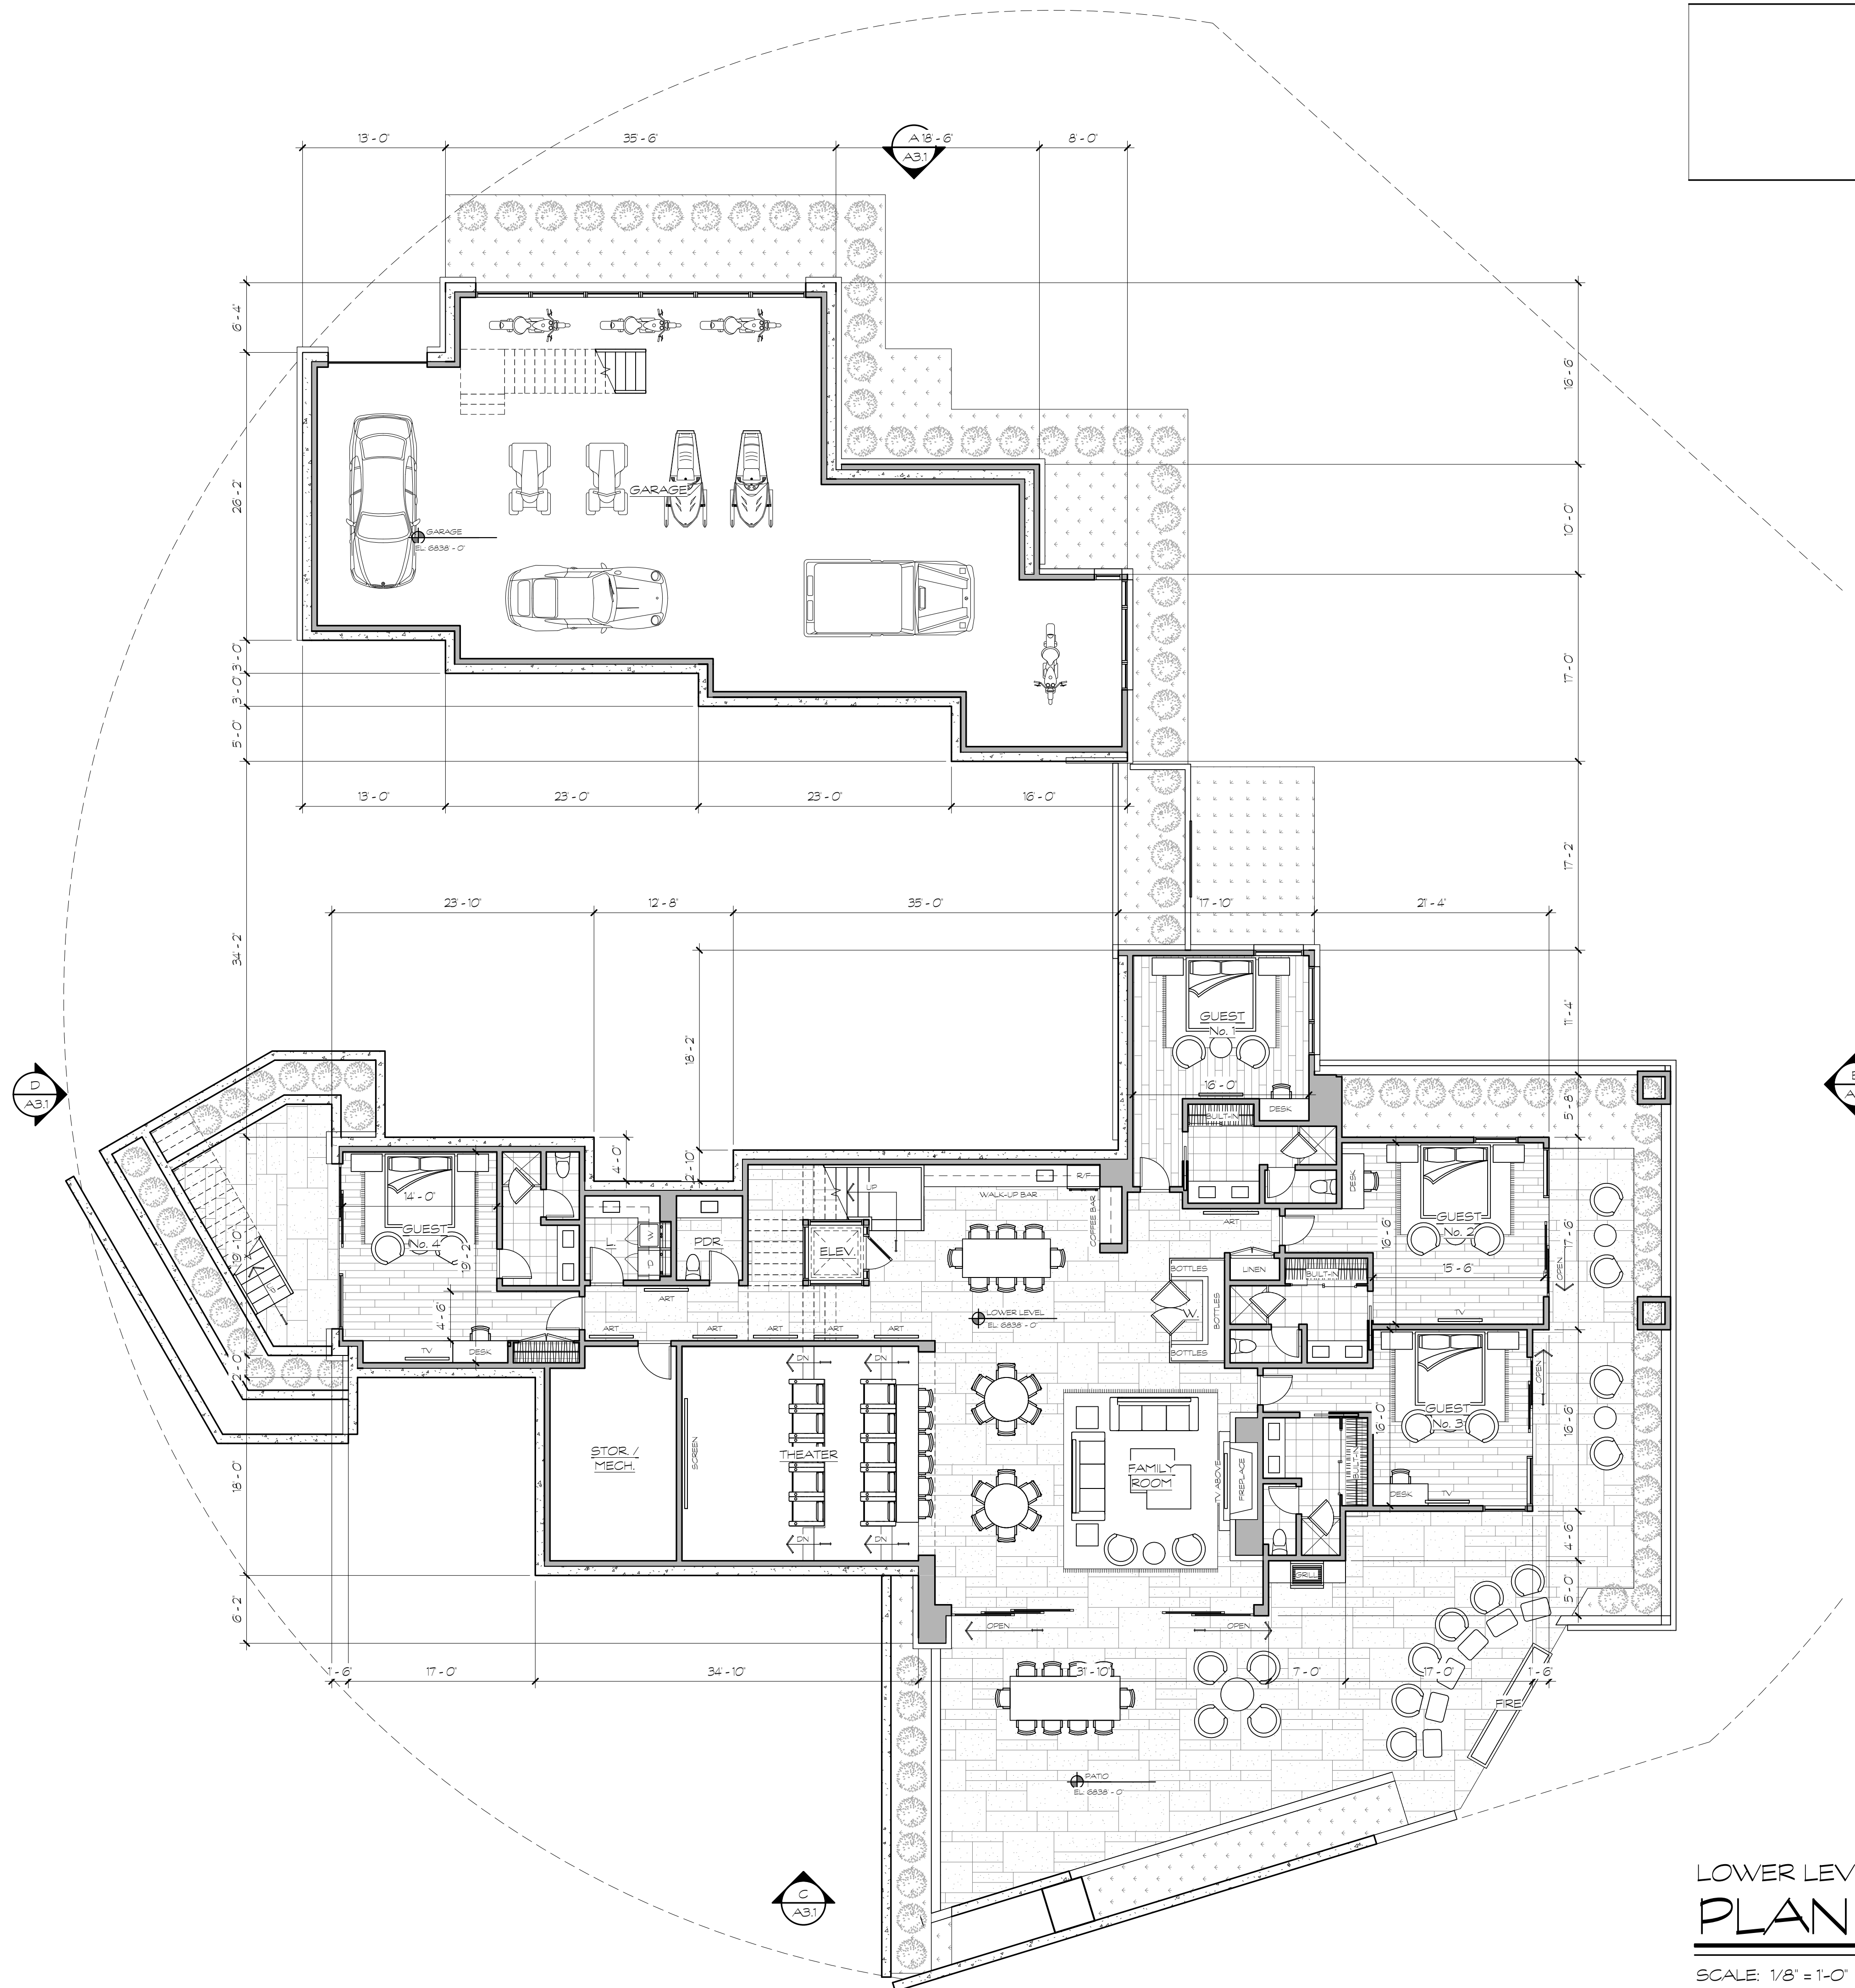 13'-0"
35'-6"
A 18'-6"
8'-0"
A3.1
6'-4"
16'-6"
26'-2"
GARAGE
GARAGE
EL: 6838'-0"
10'-0"
3'-0"
3'-0"
17'-0"
5'-0"
13'-0"
23'-0"
23'-0"
16'-0"
17'-2"
23'-10"
12'-8"
35'-0"
17'-10"
21'-4"
34'-2"
18'-2"
11'-4"
GUEST
No. 1
16'-0"
D
A3.1
BUILT-IN
DESK
5'-8"
4'-0"
2'-10"
R/F
UP
WALK-UP BAR
COFFEE BAR
14'-0"
GUEST
No. 4
19'-2"
19'-10"
W
D
PDR.
ELEV.
ART
DESK
GUEST
No. 2
16'-6"
17'-6"
15'-6"
OPEN
BOTTLES
LINEN
BUILT-IN
BOTTLES
W.
BOTTLES
4'-6"
ART
ART
ART
ART
ART
ART
LOWER LEVEL
EL: 6838'-0"
TV
TV
DESK
2'-0"
DN
DN
OPEN
GUEST
No. 3
16'-0"
16'-6"
STOR. /
MECH.
SCREEN
THEATER
FAMILY
ROOM
TV ABOVE
FIREPLACE
BUILT-IN
DESK
TV
18'-0"
DN
DN
4'-6"
GRILL
5'-0"
6'-2"
OPEN
OPEN
1'-6"
17'-0"
34'-10"
31'-10"
7'-0"
17'-0"
1'-6"
FIRE
PATIO
EL: 6838'-0"
C
A3.1
LOWER LEV
PLAN
SCALE: 1/8" = 1'-0"